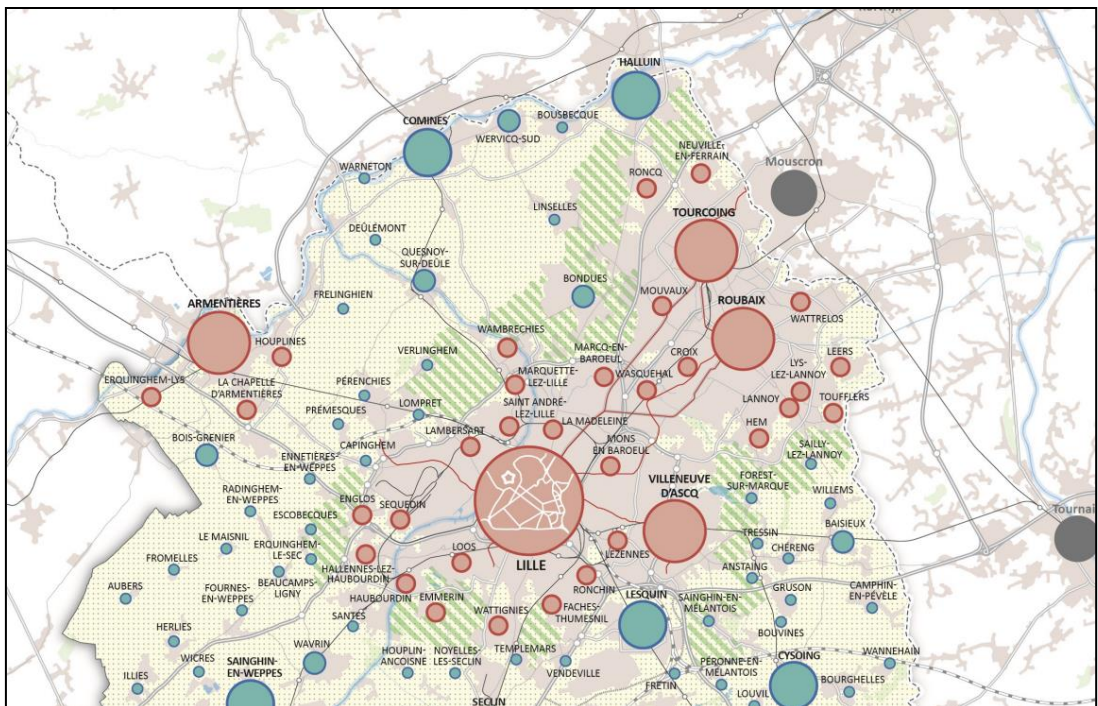 HALLUIN
COMINES
WERVICQ-SUD
BOUSBECQUE
NEUVILLE-
EN-FERRAIN
WARNETON
RONCQ
Mouscron
LINSELLES
TOURCOING
DEÛLÉMONT
QUESNOY-
SUR-DEÛLE
BONDUES
MOUVAUX
ROUBAIX
ARMENTIÈRES
FRELINGHIEN
WATTRELOS
HOUPLINES
WAMBRECHIES
VERLINGHEM
MARCQ-EN-
BAROEUL
CROIX
LEERS
ERQUINGHEM-LYS
LA CHAPELLE
D'ARMENTIÈRES
PÉRENCHIES
MARQUETTE-
LEZ-LILLE
WASQUEHAL
LYS-
LEZ-LANNOY
LANNOY
TOUFFLERS
PRÉMESQUES
LOMPRET
SAINT ANDRÉ-
LEZ-LILLE
LA MADELEINE
HEM
BOIS-GRENIER
CAPINGHEM
LAMBERSART
MONS
EN BAROEUL
SAILLY-
LEZ-LANNOY
ENNETIÈRES-
EN-WEPPES
VILLENEUVE
D'ASCQ
FOREST-
SUR-MARQUE
WILLEMS
RADINGHEM-
EN-WEPPES
ENGLOS
SEQUEDIN
Tournai
ESCOBECQUES
BAISIEUX
LE MAISNIL
ERQUINGHEM-
LE-SEC
LOOS
LILLE
LEZENNES
TRESSIN
CHÉRENG
FROMELLES
HALLENNES-LEZ-
HAUBOURDIN
ANSTAING
AUBERS
FOURNES-
EN-WEPPES
BEAUCAMPS-
LIGNY
HAUBOURDIN
EMMERIN
RONCHIN
LESQUIN
SAINGHIN-EN-
MÉLANTOIS
GRUSON
CAMPHIN-
EN-PÉVÈLE
SANTES
WATTIGNIES
FACHES-
THUMESNIL
BOUVINES
HERLIES
WAVRIN
HOUPLIN-
ANCOISNE
NOYELLES-
LES-SECLIN
TEMPLEMARS
VENDEVILLE
CYSOING
WANNEHAIN
WICRES
SAINGHIN-
EN-WEPPES
PÉRONNE-EN-
MÉLANTOIS
ILLIES
FRETIN
BOURGHELLES
LOUVIL
SECLIN